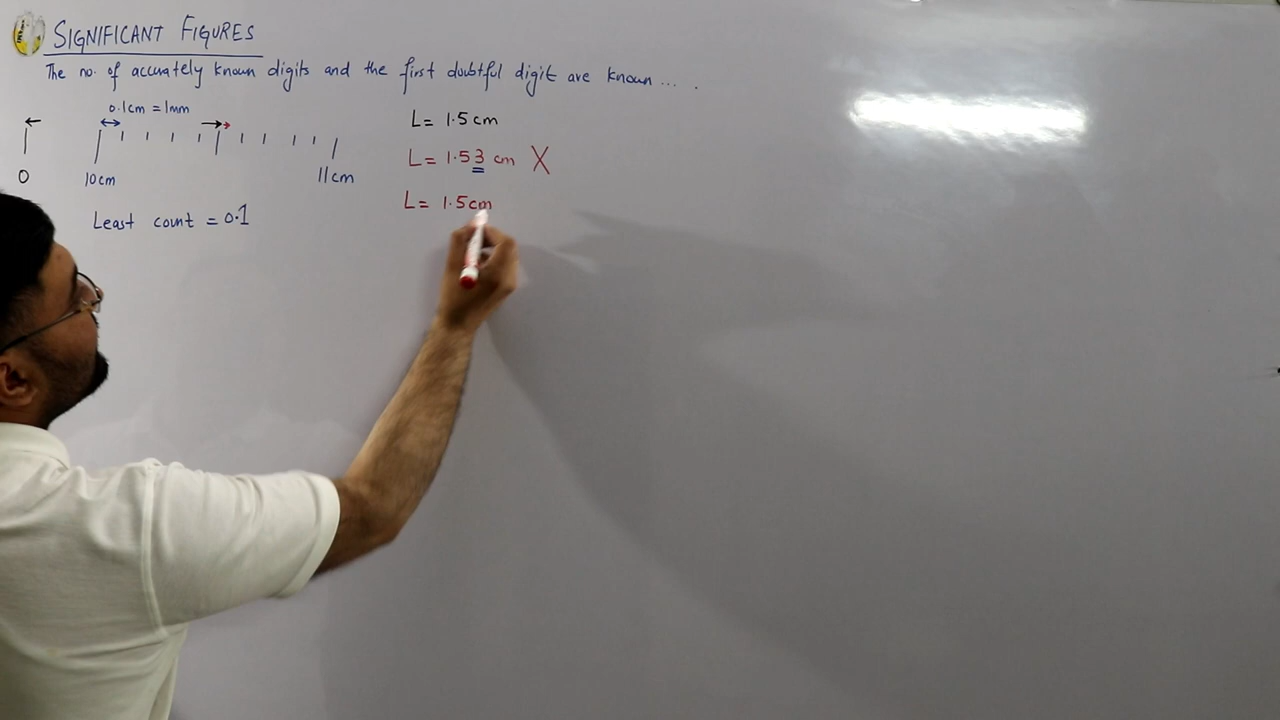 SIGNIFICANT FIGURES
The no. of accurately known digits and the first doubtful digit are known ... .
0.1cm = 1mm
0
10cm
11cm
Least count = 0.1
L = 1.5 cm
L = 1.53 cm X
L = 1.5cm